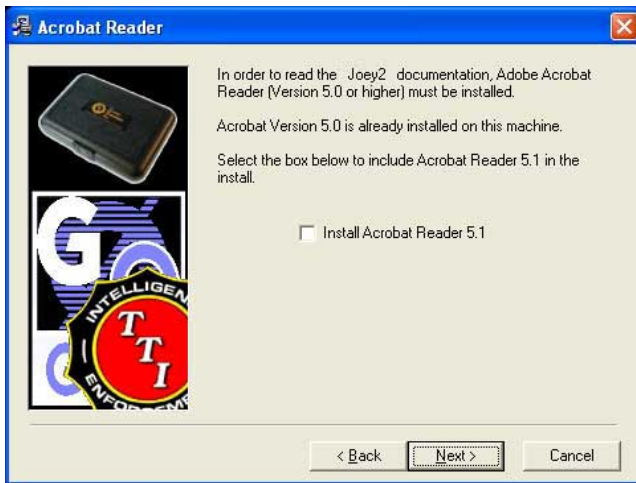 Acrobat Reader
In order to read the Joey2 documentation, Adobe Acrobat
Reader (Version 5.0 or higher) must be installed.
Acrobat Version 5.0 is already installed on this machine.
Select the box below to include Acrobat Reader 5.1 in the
install.
Install Acrobat Reader 5.1
G
INTELLIGEN
TTI
ENFORCEMEN
< Back
Next >
Cancel